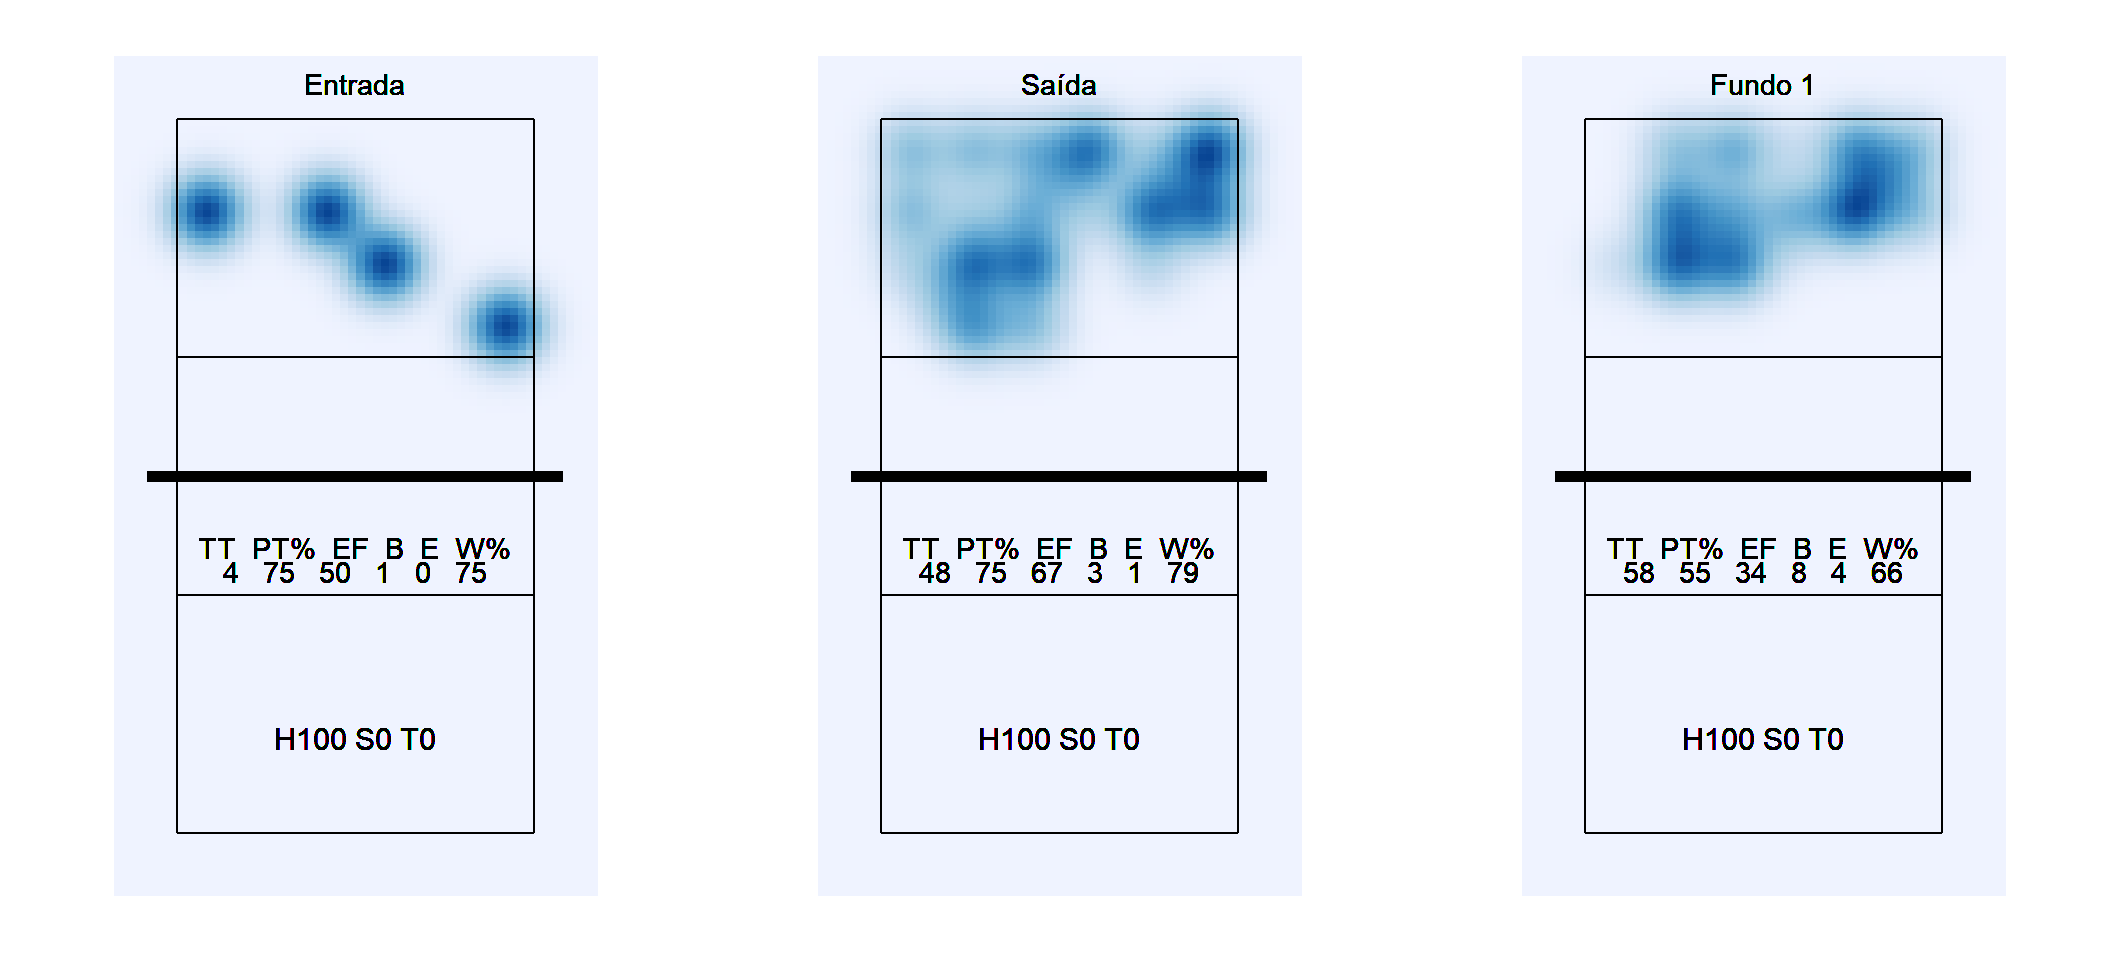 Entrada
TT PT% EF B E W%
4 75 50 1 0 75
H100 S0 T0
Saída
TT PT% EF B E W%
48 75 67 3 1 79
H100 S0 T0
Fundo 1
TT PT% EF B E W%
58 55 34 8 4 66
H100 S0 T0